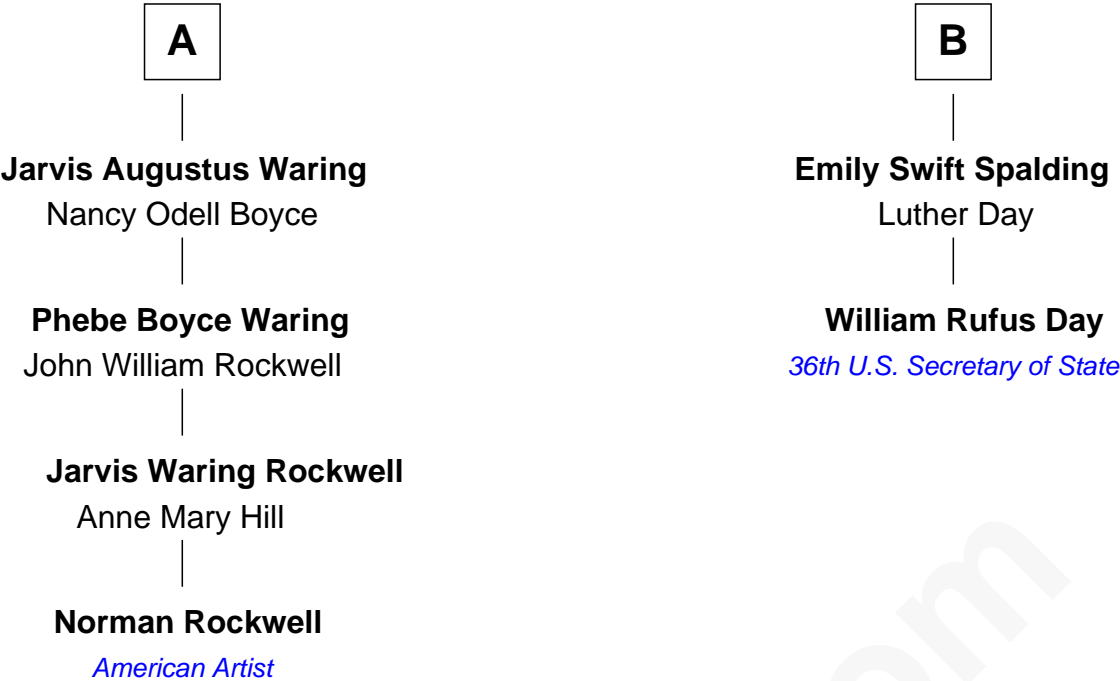 A
Jarvis Augustus Waring
Nancy Odell Boyce
Phebe Boyce Waring
John William Rockwell
Jarvis Waring Rockwell
Anne Mary Hill
Norman Rockwell
American Artist
B
Emily Swift Spalding
Luther Day
William Rufus Day
36th U.S. Secretary of State
om